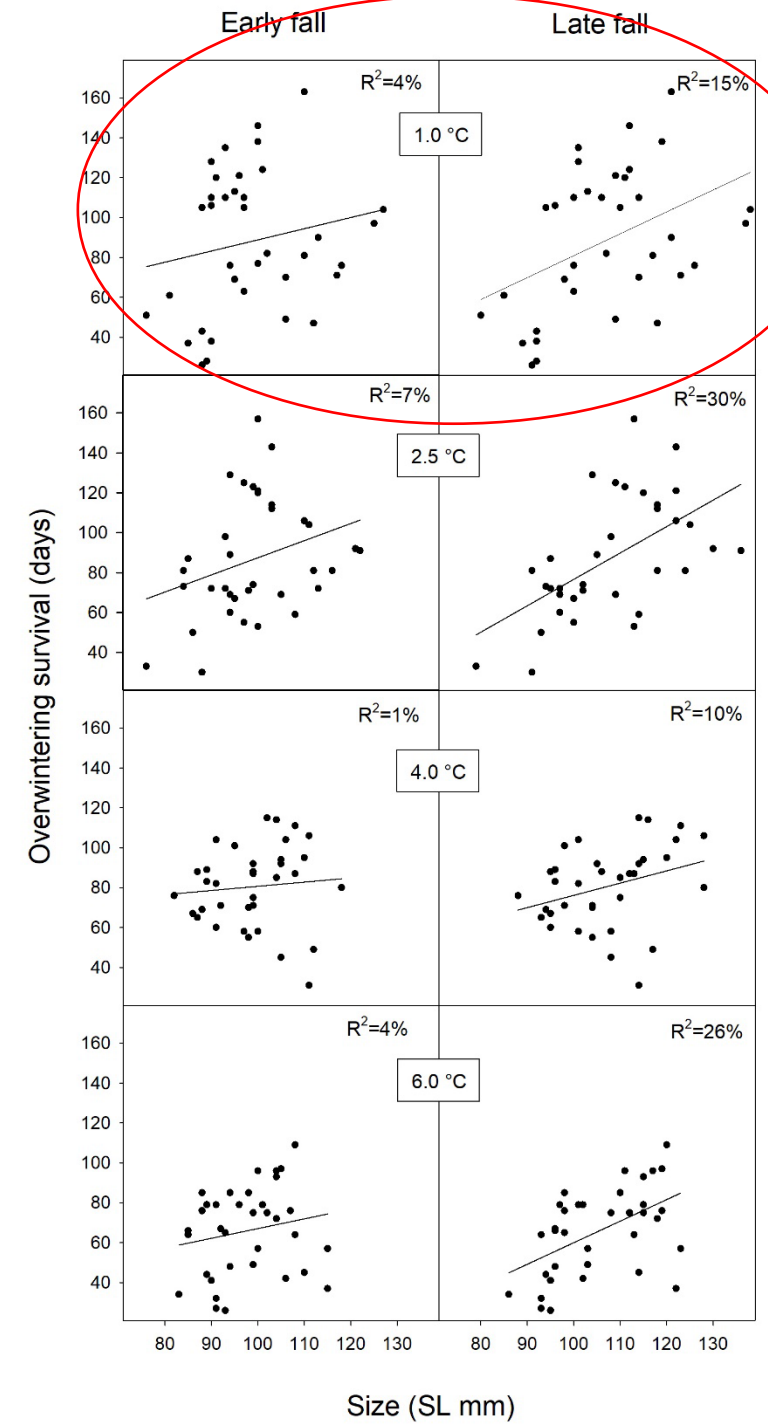 Early fall Late fall
R²=4% R²=15%
1.0 °C
160
140
120
100
80
60
40
R²=7% R²=30%
2.5 °C
160
140
120
100
80
60
40
R²=1% R²=10%
4.0 °C
160
140
120
100
80
60
40
R²=4% R²=26%
6.0 °C
160
140
120
100
80
60
40
Overwintering survival (days)
80 90 100 110 120 130 80 90 100 110 120 130
Size (SL mm)